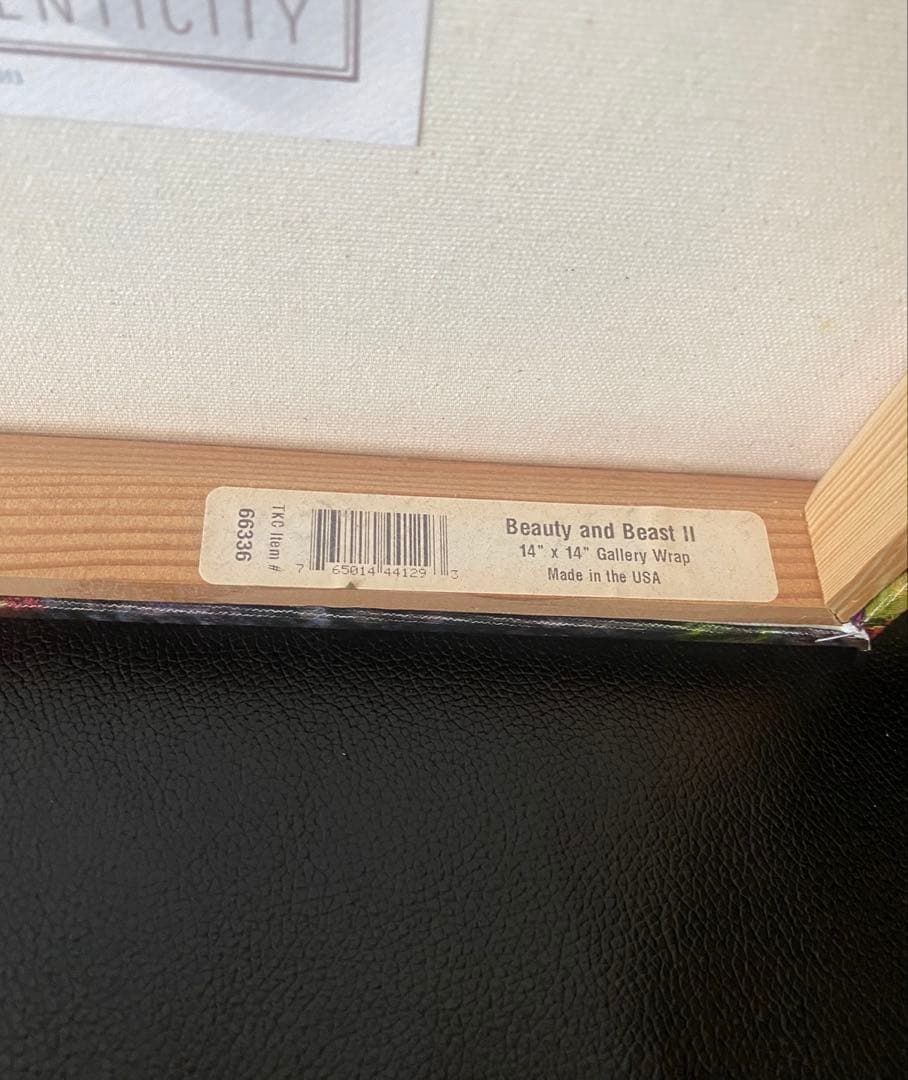 ENTICITY
Beauty and Beast II
14" x 14" Gallery Wrap
Made in the USA
7 65014 44129 3
TKC Item #
66336